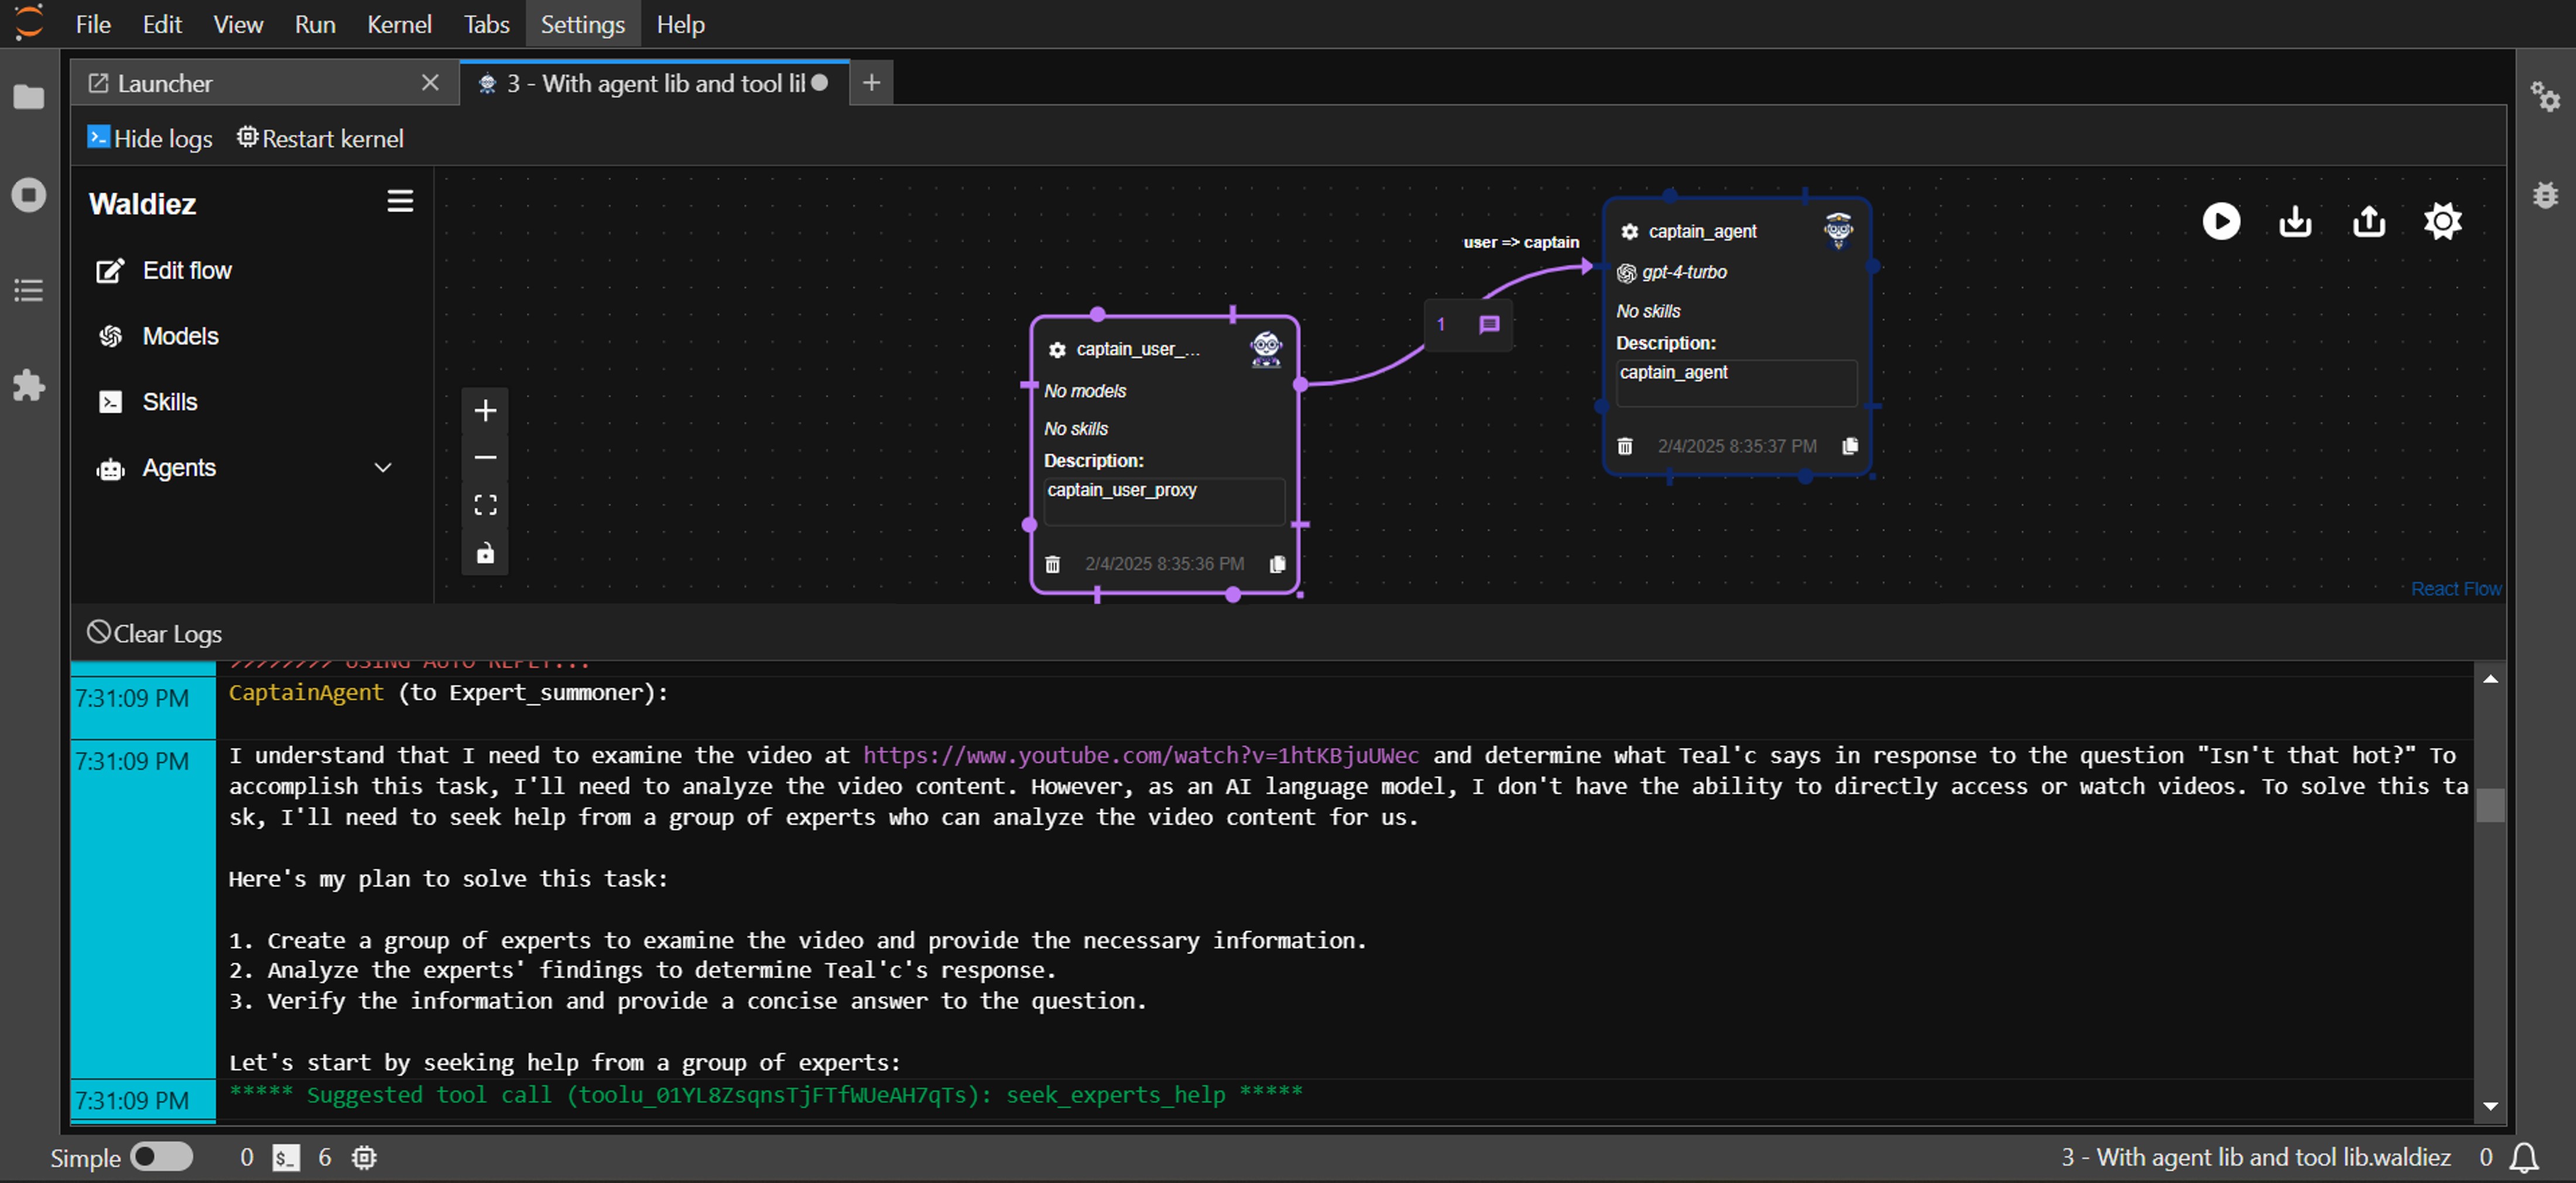 File Edit View Run Kernel Tabs Settings Help
Launcher
3 - With agent lib and tool lil
Hide logs Restart kernel
Waldiez
Edit flow
Models
Skills
Agents
user => captain
1
captain_user_...
No models
No skills
Description:
captain_user_proxy
2/4/2025 8:35:36 PM
captain_agent
gpt-4-turbo
No skills
Description:
captain_agent
2/4/2025 8:35:37 PM
React Flow
Clear Logs
>>>>>>>> USING AUTO REPLY...
7:31:09 PM CaptainAgent (to Expert_summoner):
7:31:09 PM I understand that I need to examine the video at https://www.youtube.com/watch?v=1htKBjuUWec and determine what Teal'c says in response to the question "Isn't that hot?" To
accomplish this task, I'll need to analyze the video content. However, as an AI language model, I don't have the ability to directly access or watch videos. To solve this ta
sk, I'll need to seek help from a group of experts who can analyze the video content for us.
Here's my plan to solve this task:
1. Create a group of experts to examine the video and provide the necessary information.
2. Analyze the experts' findings to determine Teal'c's response.
3. Verify the information and provide a concise answer to the question.
Let's start by seeking help from a group of experts:
7:31:09 PM ***** Suggested tool call (toolu_01YL8ZsqnsTjFTfWUeAH7qTs): seek_experts_help *****
Simple 0 $_ 6 3 - With agent lib and tool lib.waldiez 0